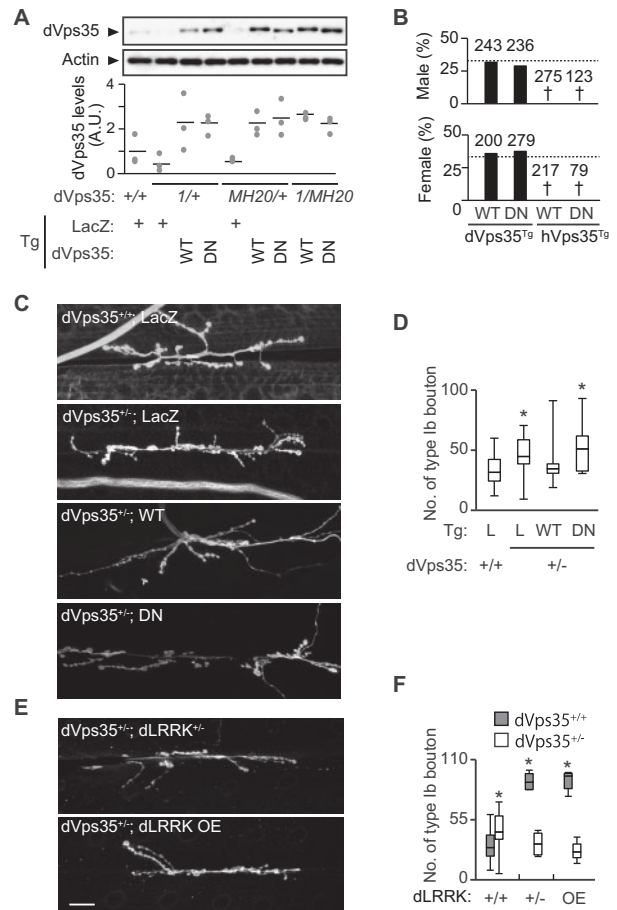 A
dVps35
Actin
dVps35 levels
(A.U.)
4
2
0
dVps35: +/+ 1/+ MH20/+ 1/MH20
Tg
LacZ: + + +
dVps35: WT DN WT DN WT DN
B
Male (%)
50
25
0
243 236
275 123
† †
Female (%)
50
25
0
200 279
217 79
† †
WT DN WT DN
dVps35Tg hVps35Tg
C
dVps35+/+; LacZ
dVps35+/-; LacZ
dVps35+/-; WT
dVps35+/-; DN
D
No. of type Ib bouton
100
50
0
* *
Tg: L L WT DN
dVps35: +/+ +/-
E
dVps35+/-; dLRRK+/-
dVps35+/-; dLRRK OE
F
dVps35+/+
dVps35+/-
No. of type Ib bouton
110
55
0
* * *
dLRRK: +/+ +/- OE